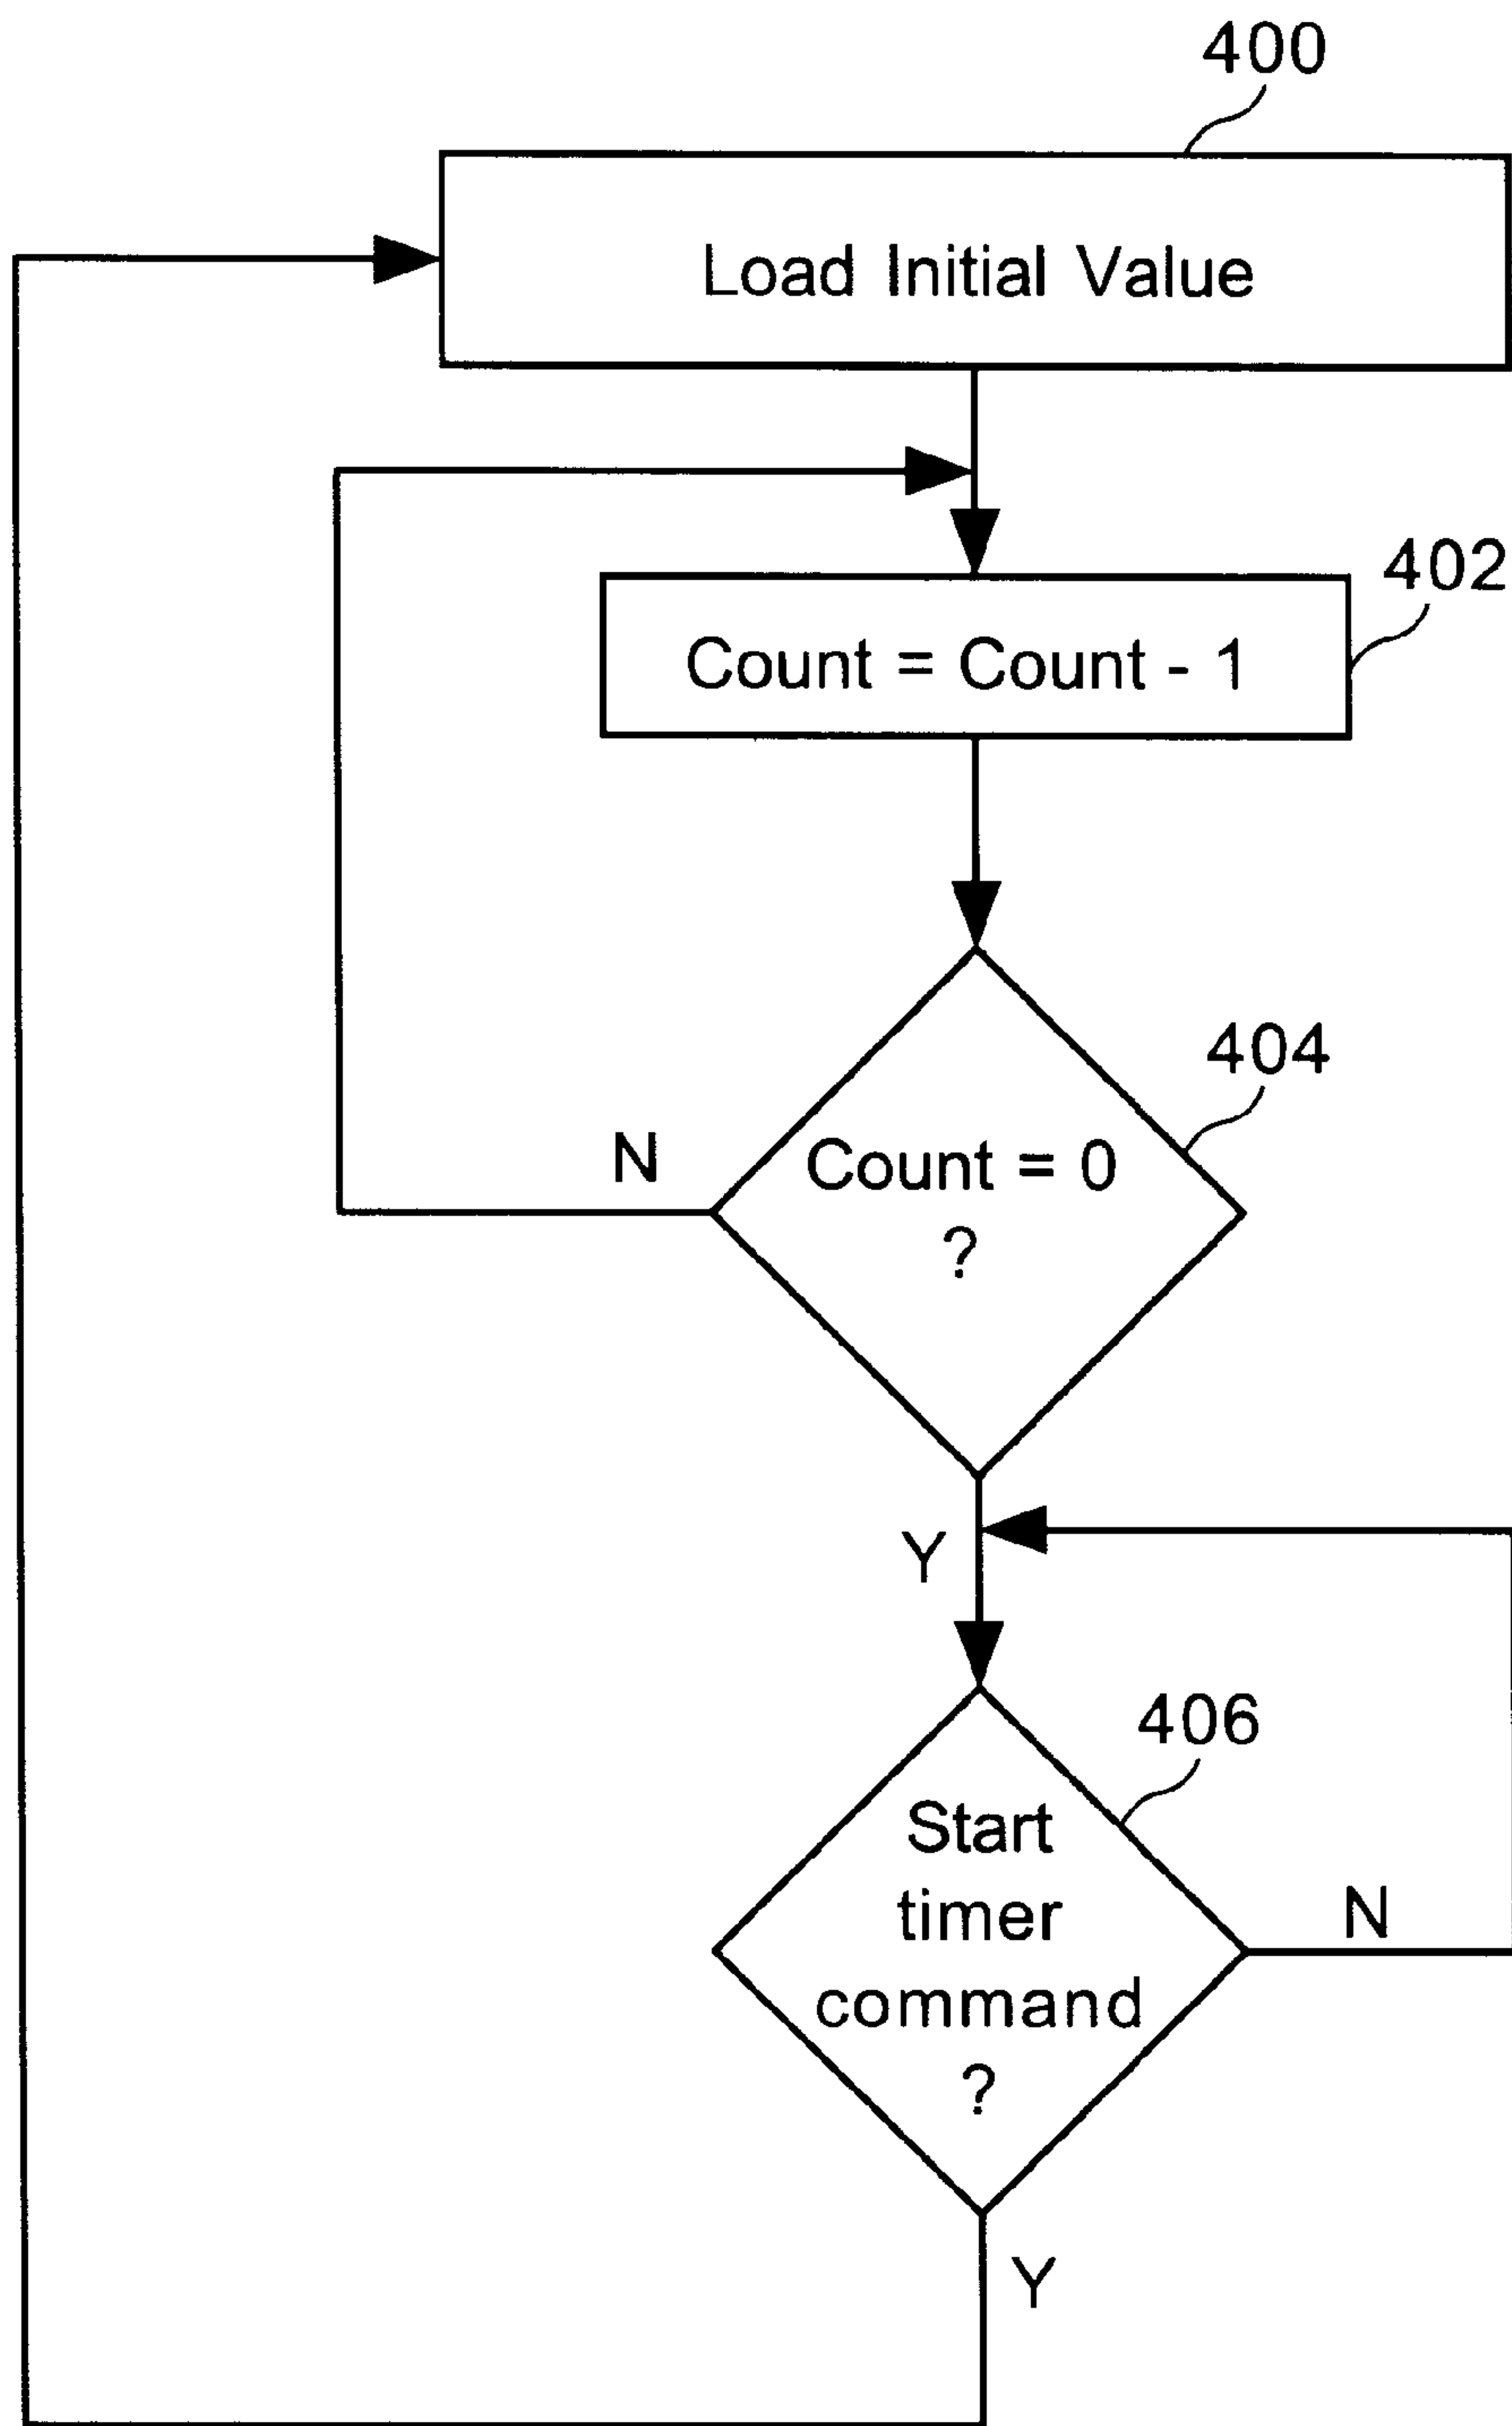 400
Load Initial Value
402
Count = Count - 1
404
N
Count = 0
?
Y
406
Start
timer
command
?
N
Y